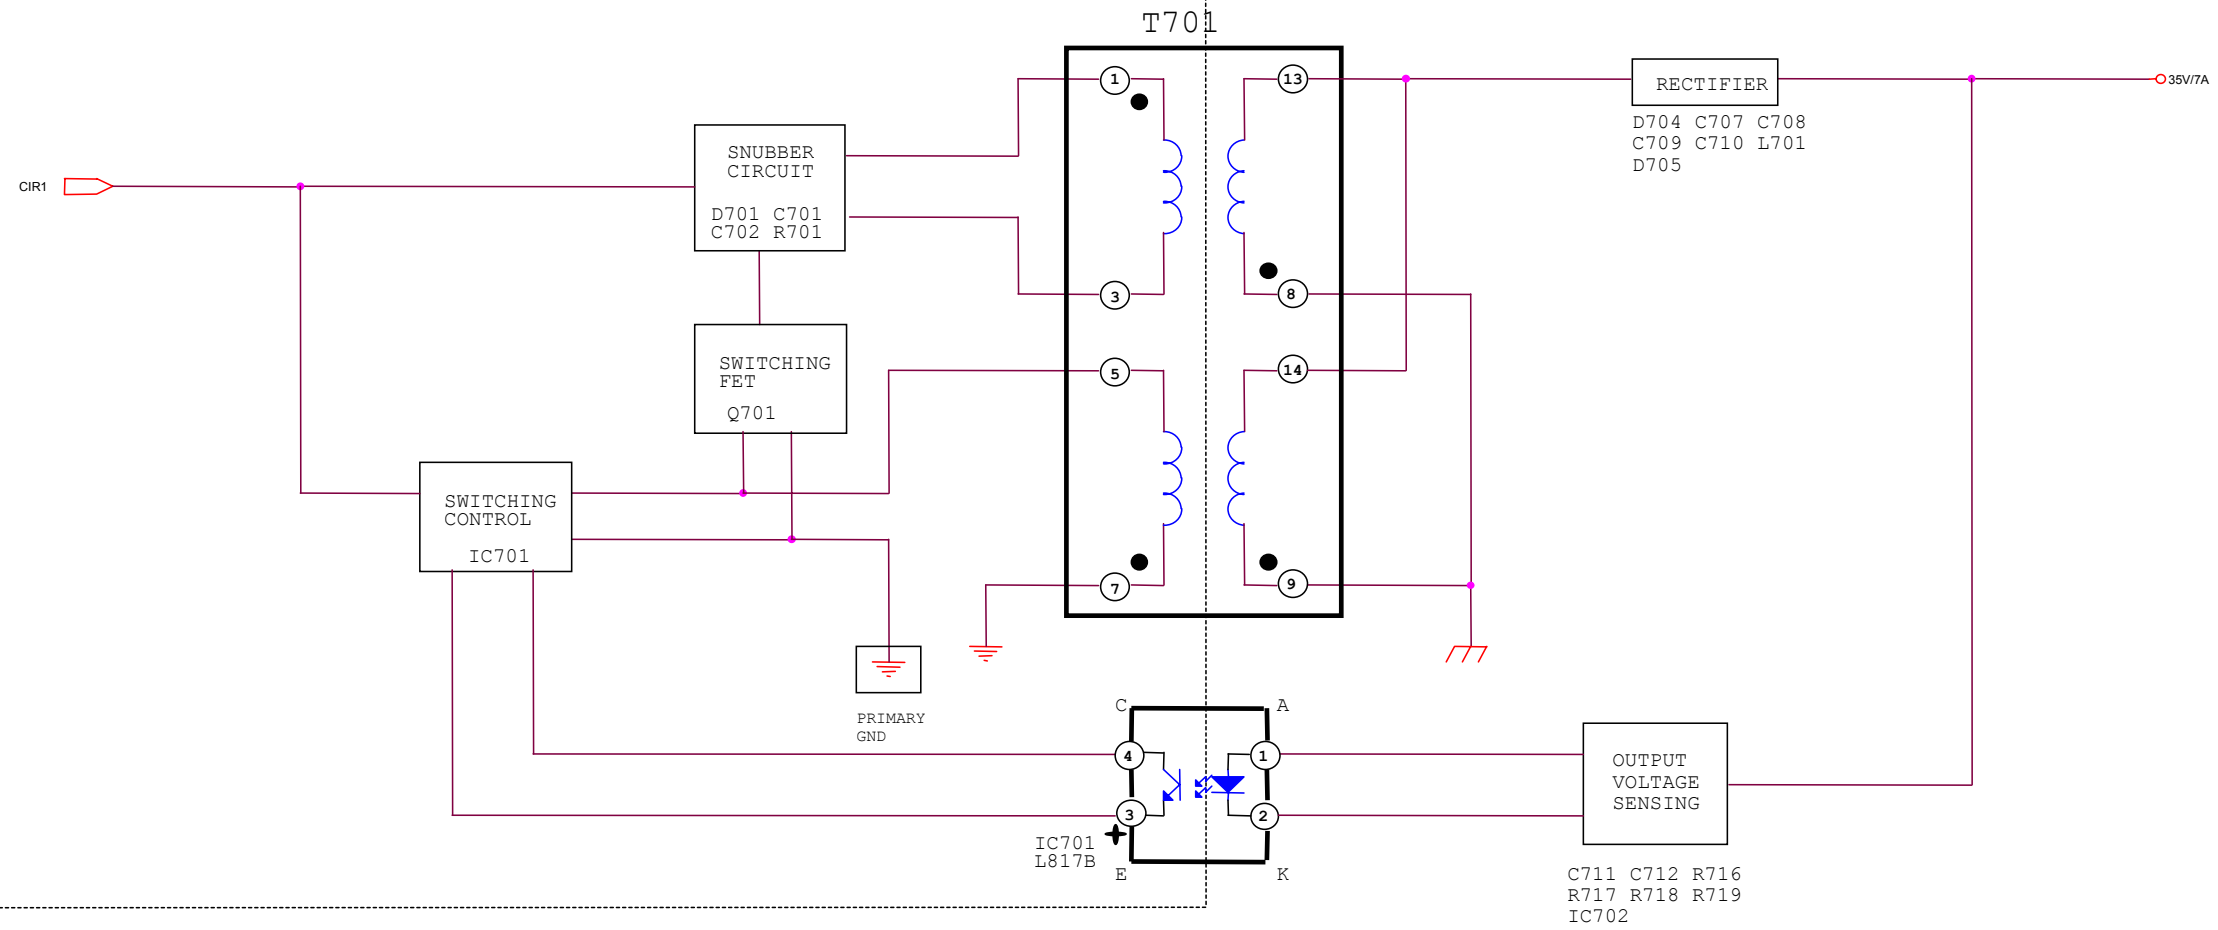 T701
1
13
35V/7A
RECTIFIER
D704 C707 C708
C709 C710 L701
D705
SNUBBER
CIRCUIT
D701 C701
C702 R701
CIR1
3
8
SWITCHING
FET
Q701
5
14
SWITCHING
CONTROL
IC701
7
9
PRIMARY
GND
C
A
4
1
3
2
IC701
L817B
E
K
OUTPUT
VOLTAGE
SENSING
C711 C712 R716
R717 R718 R719
IC702